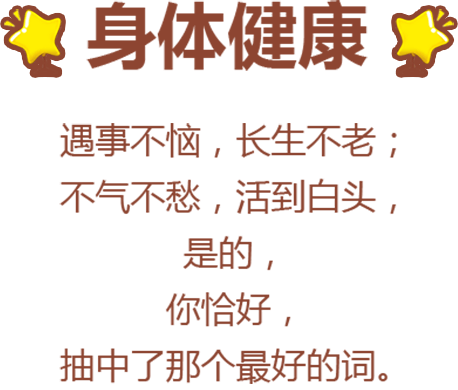 身体健康
遇事不恼，长生不老；
不气不愁，活到白头，
是的，
你恰好，
抽中了那个最好的词。